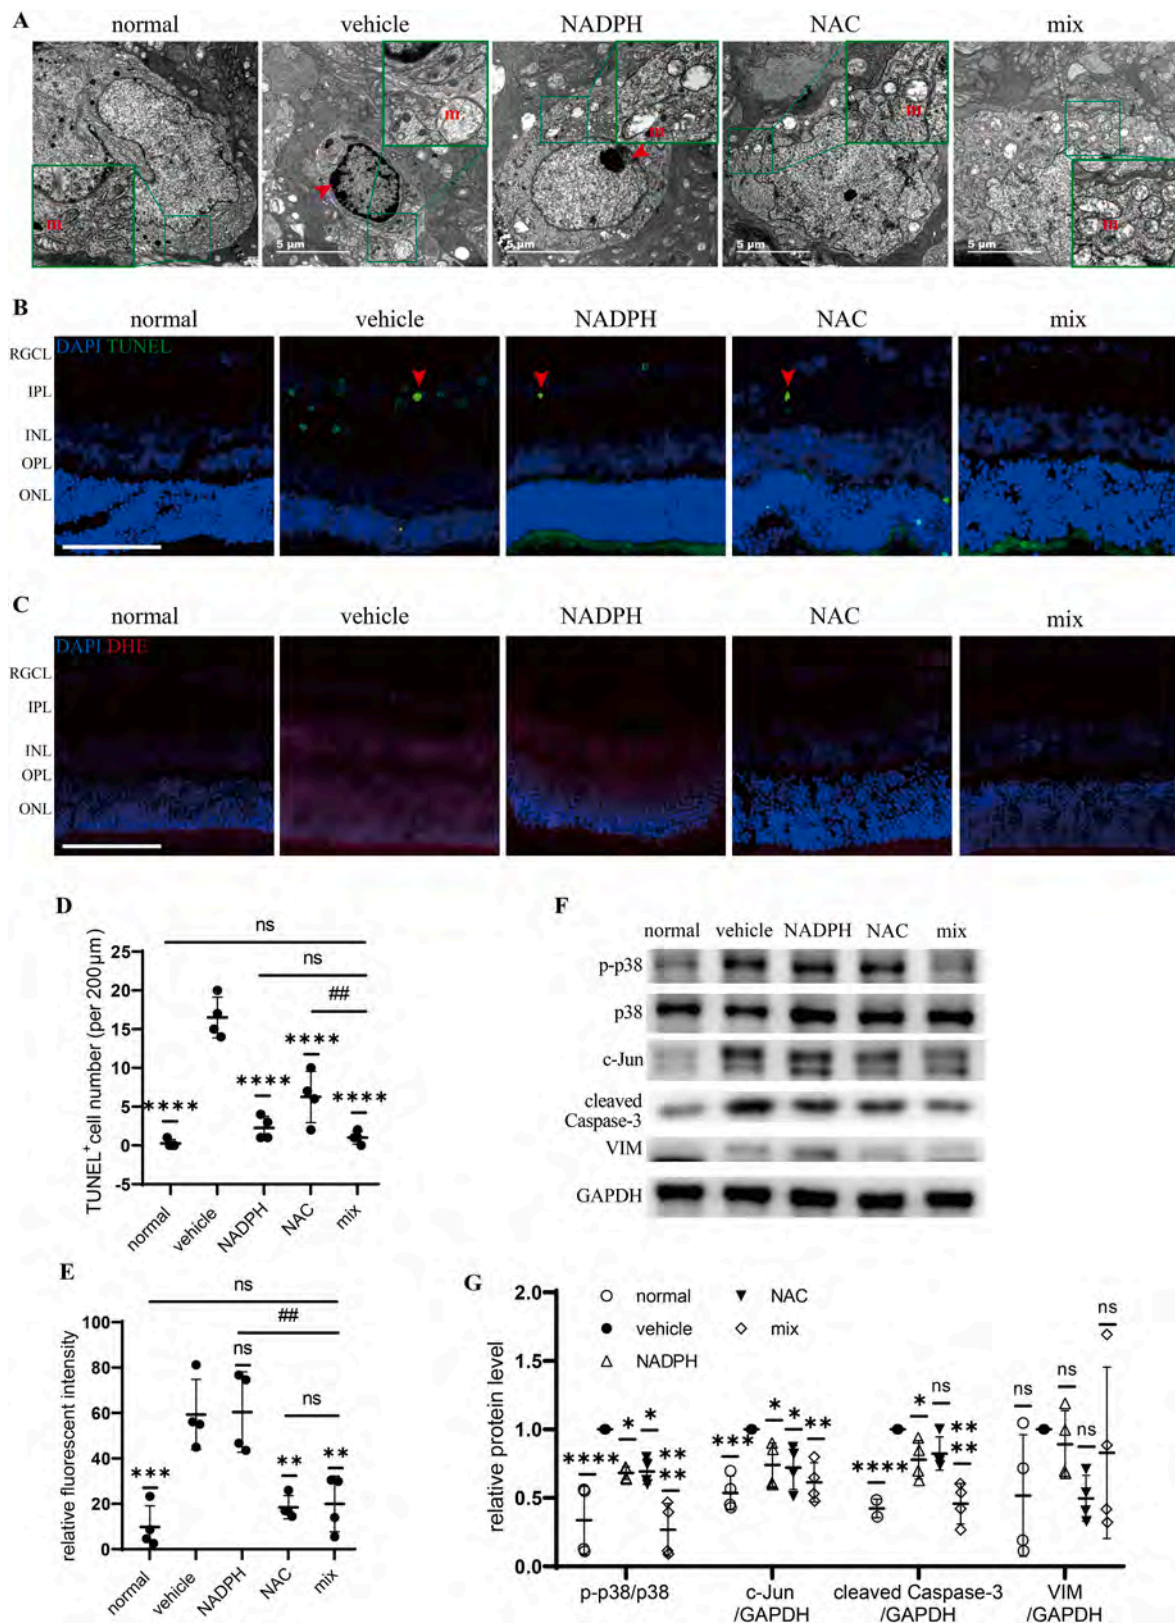 A
normal vehicle NADPH NAC mix
m m m m m
5 μm 5 μm 5 μm 5 μm
B
normal vehicle NADPH NAC mix
DAPI TUNEL
RGCL
IPL
INL
OPL
ONL
C
normal vehicle NADPH NAC mix
DAPI DHE
RGCL
IPL
INL
OPL
ONL
D
ns
ns
##
****
****
****
****
TUNEL+ cell number (per 200μm)
25
20
15
10
5
0
-5
normal vehicle NADPH NAC mix
E
ns
##
ns
ns
***
**
**
relative fluorescent intensity
100
80
60
40
20
0
normal vehicle NADPH NAC mix
F
normal vehicle NADPH NAC mix
p-p38
p38
c-Jun
cleaved
Caspase-3
VIM
GAPDH
G
relative protein level
2.0
1.5
1.0
0.5
0.0
normal
vehicle
NADPH
NAC
mix
**** * * ** **
*** * * **
**** * ns ** **
ns ns ns ns
p-p38/p38
c-Jun
/GAPDH
cleaved Caspase-3
/GAPDH
VIM
/GAPDH